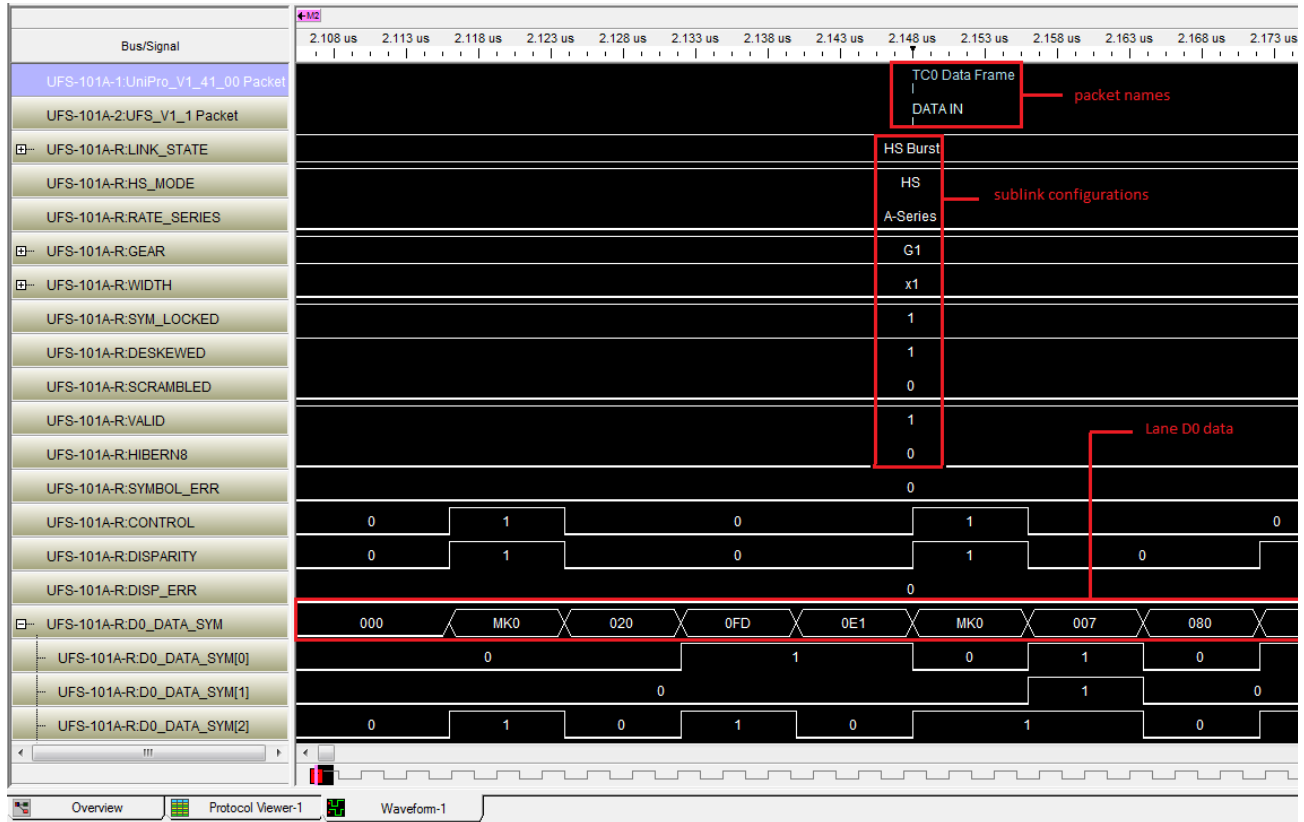 M2
Bus/Signal 2.108 us 2.113 us 2.118 us 2.123 us 2.128 us 2.133 us 2.138 us 2.143 us 2.148 us 2.153 us 2.158 us 2.163 us 2.168 us 2.173 us
UFS-101A-1:UniPro_V1_41_00 Packet TC0 Data Frame
packet names
UFS-101A-2:UFS_V1_1 Packet DATA IN
UFS-101A-R:LINK_STATE HS Burst
UFS-101A-R:HS_MODE HS
sublink configurations
UFS-101A-R:RATE_SERIES A-Series
UFS-101A-R:GEAR G1
UFS-101A-R:WIDTH x1
UFS-101A-R:SYM_LOCKED 1
UFS-101A-R:DESKEWED 1
UFS-101A-R:SCRAMBLED 0
UFS-101A-R:VALID 1
Lane D0 data
UFS-101A-R:HIBERN8 0
UFS-101A-R:SYMBOL_ERR 0
UFS-101A-R:CONTROL 0 1 0 1 0
UFS-101A-R:DISPARITY 0 1 0 1 0
UFS-101A-R:DISP_ERR 0
UFS-101A-R:D0_DATA_SYM 000 MK0 020 0FD 0E1 MK0 007 080
UFS-101A-R:D0_DATA_SYM[0] 0 1 0 1 0
UFS-101A-R:D0_DATA_SYM[1] 0 1 0
UFS-101A-R:D0_DATA_SYM[2] 0 1 0 1 0 1 0
Overview Protocol Viewer-1 Waveform-1